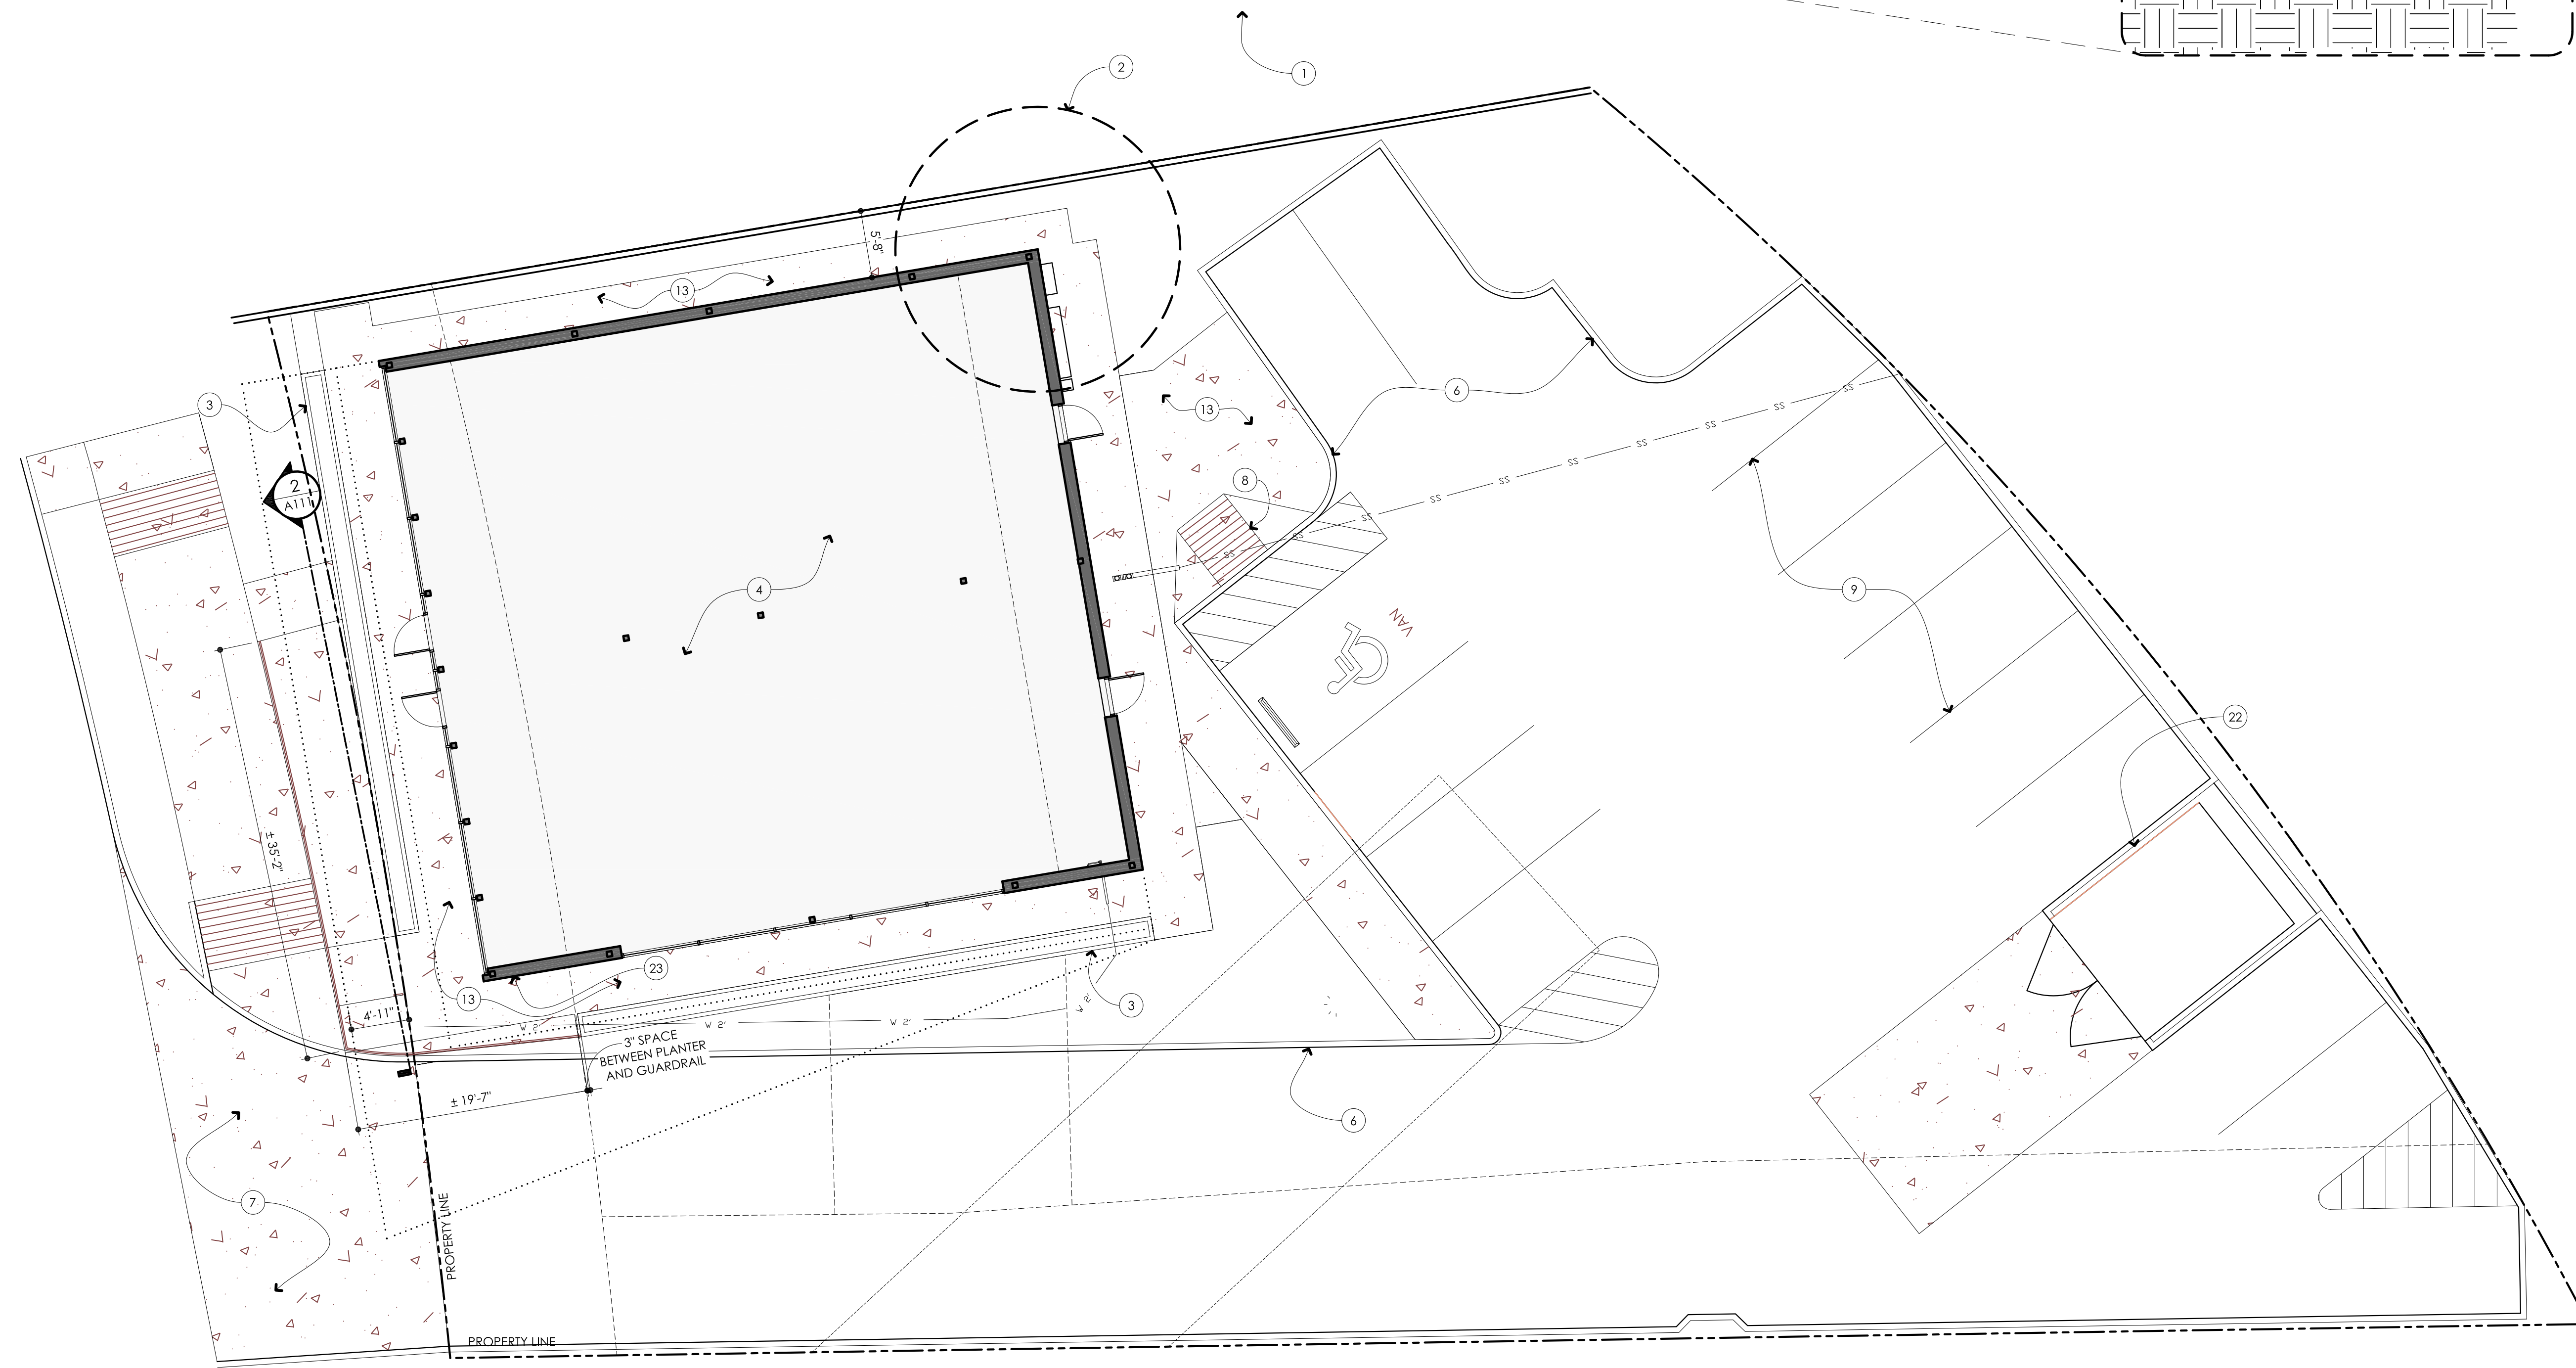 2
1
5'-8"
13
3
2
A111
6
13
8
SS
SS
SS
SS
SS
SS
SS
SS
SS
SS
4
9
VAN
22
± 35'-2"
23
13
3
4'-11"
W 2'
W 2'
W 2'
2'
3" SPACE
BETWEEN PLANTER
AND GUARDRAIL
± 19'-7"
6
7
PROPERTY LINE
PROPERTY LINE